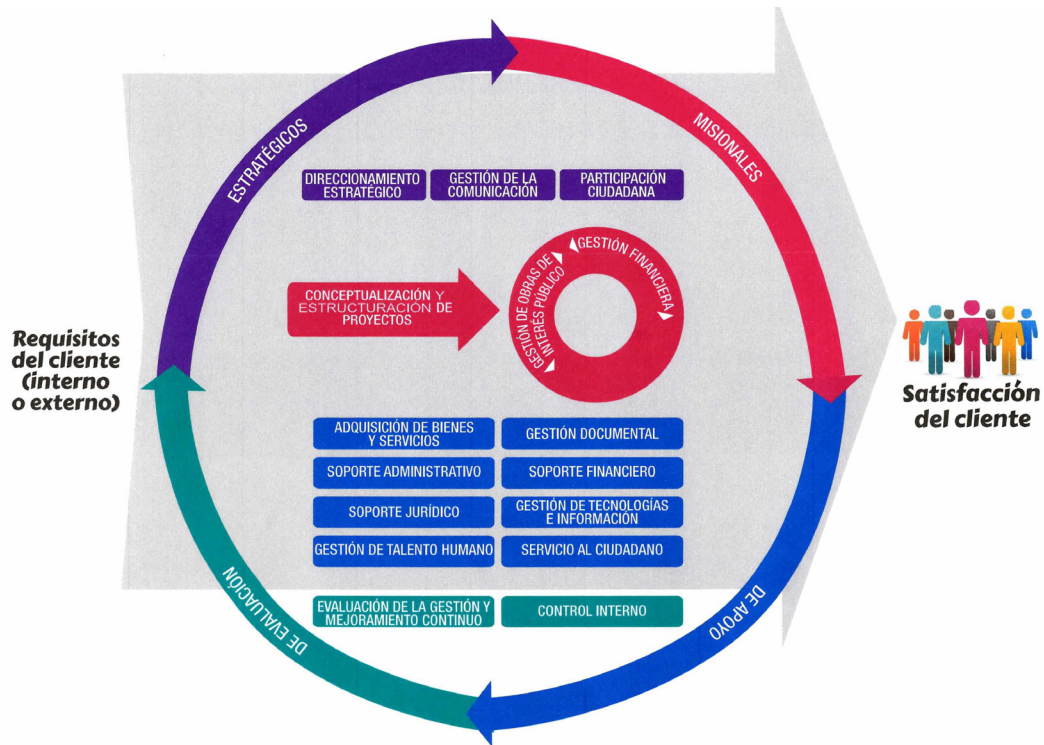 ESTRATÉGICOS
MISIONALES
DIRECCIONAMIENTO
ESTRATÉGICO
GESTIÓN DE LA
COMUNICACIÓN
PARTICIPACIÓN
CIUDADANA
CONCEPTUALIZACIÓN Y
ESTRUCTURACIÓN DE
PROYECTOS
GESTIÓN DE OBRAS DE
INTERÉS PÚBLICO
GESTIÓN FINANCIERA
Requisitos
del cliente
(interno
o externo)
Satisfacción
del cliente
ADQUISICIÓN DE BIENES
Y SERVICIOS
GESTIÓN DOCUMENTAL
SOPORTE ADMINISTRATIVO
SOPORTE FINANCIERO
SOPORTE JURÍDICO
GESTIÓN DE TECNOLOGÍAS
E INFORMACIÓN
GESTIÓN DE TALENTO HUMANO
SERVICIO AL CIUDADANO
EVALUACIÓN DE LA GESTIÓN Y
MEJORAMIENTO CONTINUO
CONTROL INTERNO
DE EVALUACIÓN
DE APOYO